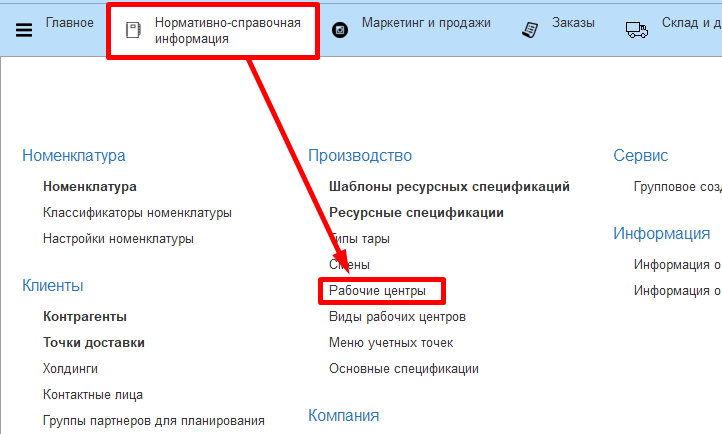 Главное
Нормативно-справочная
информация
Маркетинг и продажи
Заказы
Склад и д
Номенклатура
Номенклатура
Классификаторы номенклатуры
Настройки номенклатуры
Клиенты
Контрагенты
Точки доставки
Холдинги
Контактные лица
Группы партнеров для планирования
Производство
Шаблоны ресурсных спецификаций
Ресурсные спецификации
Типы тары
Смены
Рабочие центры
Виды рабочих центров
Меню учетных точек
Основные спецификации
Компания
Сервис
Групповое соз
Информация
Информация о
Информация о